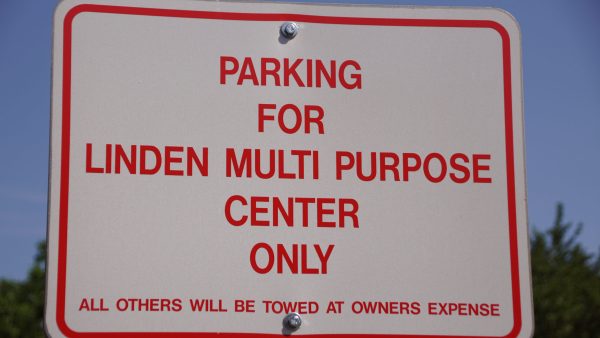 PARKING
FOR
LINDEN MULTI PURPOSE
CENTER
ONLY
ALL OTHERS WILL BE TOWED AT OWNERS EXPENSE